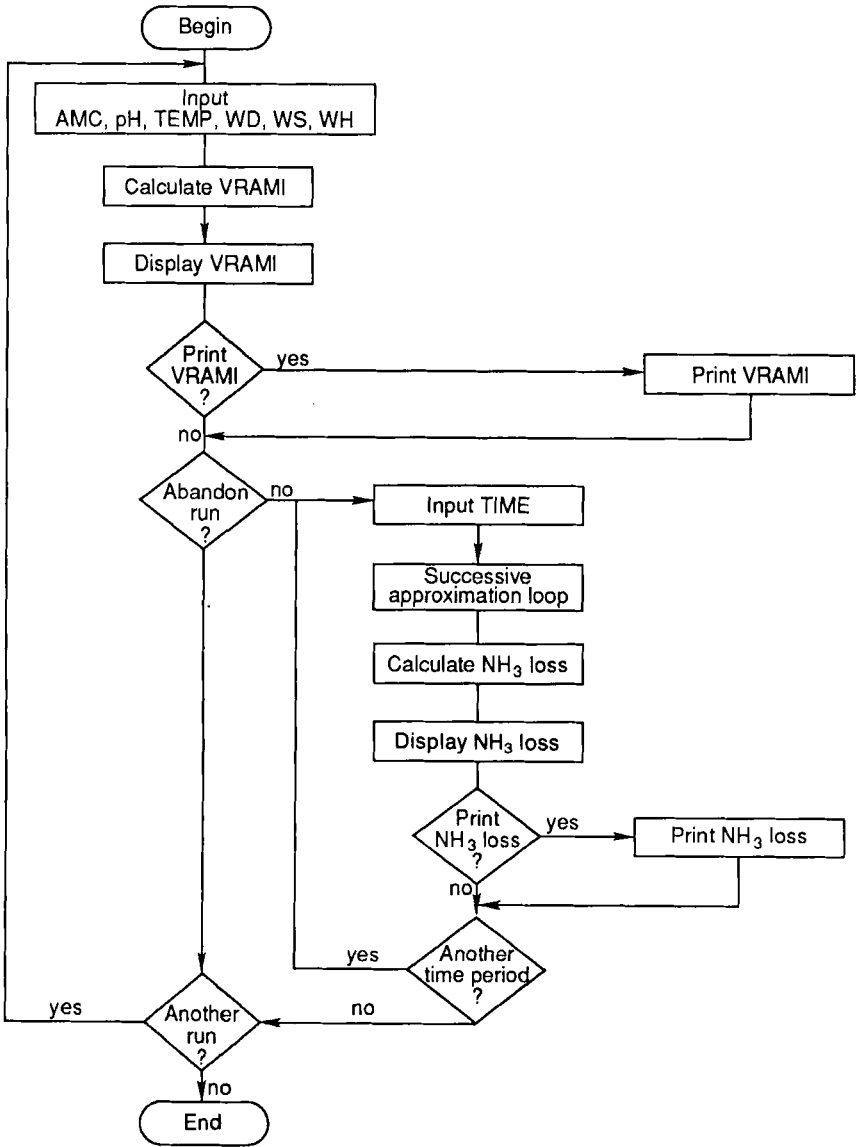 Begin
Input
AMC, pH, TEMP, WD, WS, WH
Calculate VRAMI
Display VRAMI
Print
VRAMI
?
yes
Print VRAMI
no
Abandon
run
?
no
Input TIME
Successive
approximation loop
Calculate NH₃ loss
Display NH₃ loss
Print
NH₃ loss
?
yes
Print NH₃ loss
no
Another
time period
?
yes
no
Another
run
?
yes
no
End